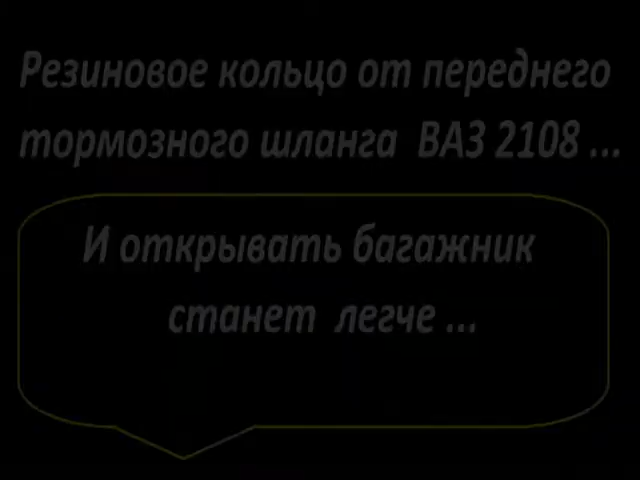 Резиновое кольцо от переднего
тормозного шланга ВАЗ 2108 ...
И открывать багажник
станет легче ...